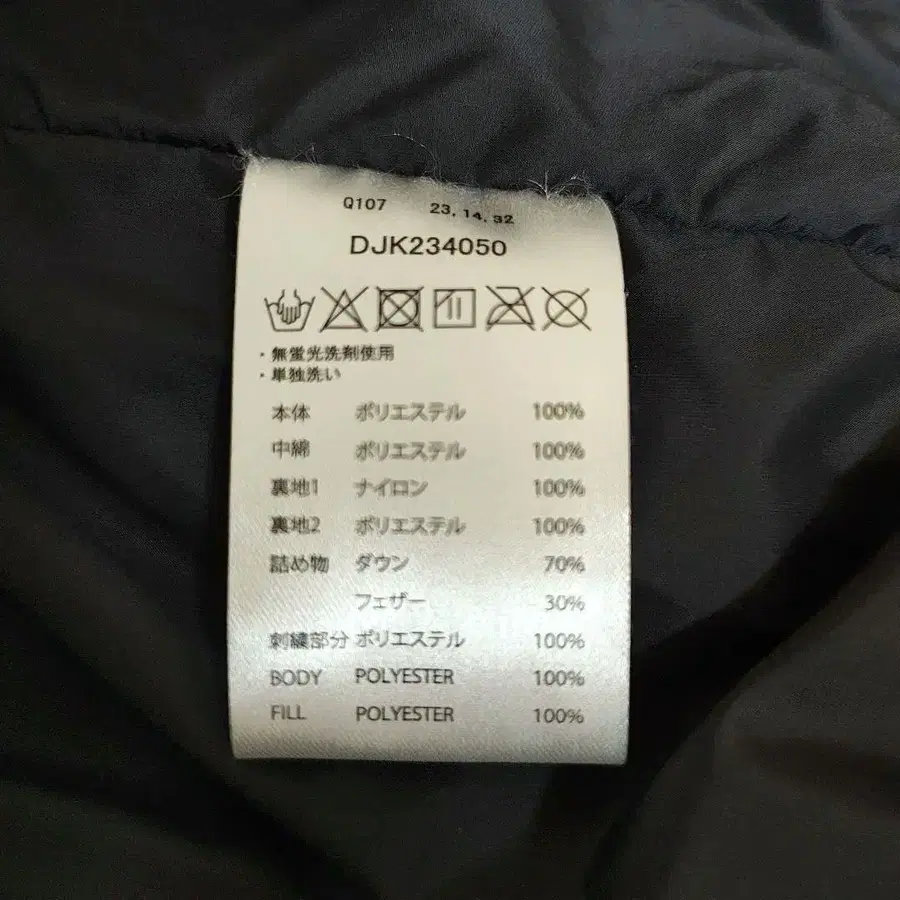 Q107 23.14.32
DJK234050
・無蛍光洗剤使用
・単独洗い
本体 ポリエステル 100%
中綿 ポリエステル 100%
裏地1 ナイロン 100%
裏地2 ポリエステル 100%
詰め物 ダウン 70%
フェザー 30%
刺繍部分 ポリエステル 100%
BODY POLYESTER 100%
FILL POLYESTER 100%